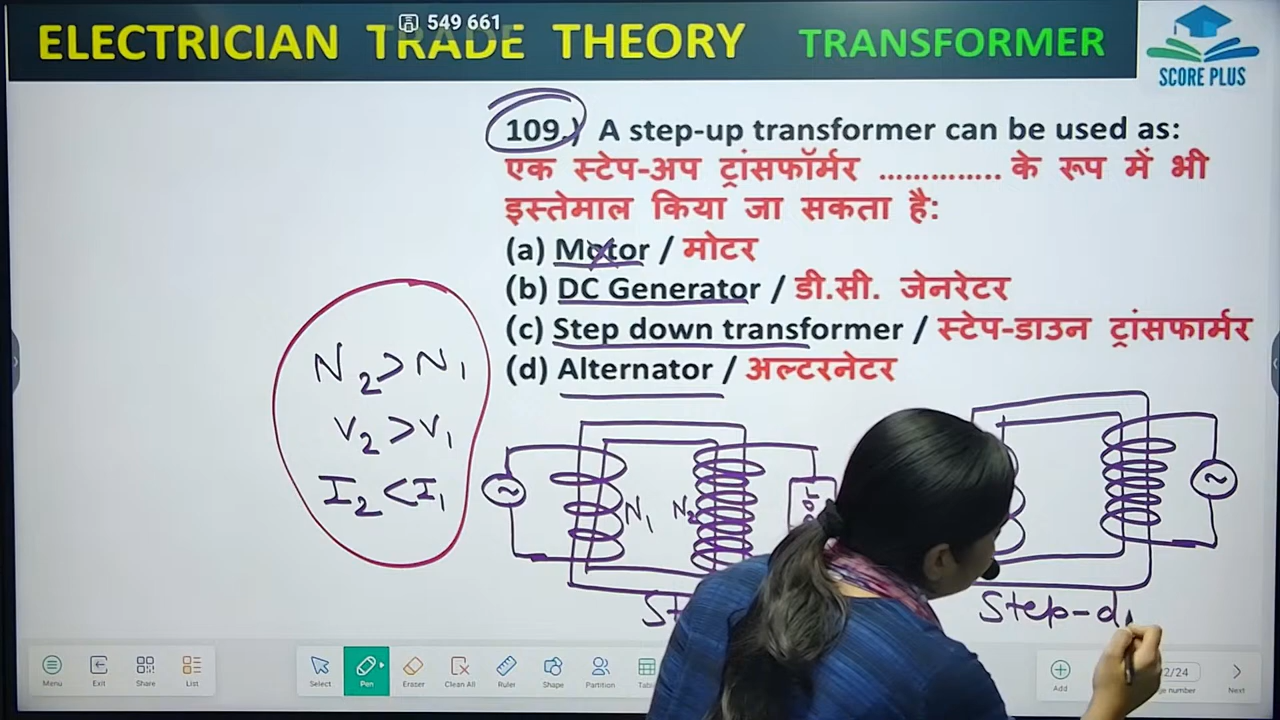 ELECTRICIAN TRADE THEORY TRANSFORMER
549 661
SCORE PLUS
109.) A step-up transformer can be used as:
एक स्टेप-अप ट्रांसफॉर्मर .............. के रूप में भी
इस्तेमाल किया जा सकता है:
(a) Motor / मोटर
(b) DC Generator / डी.सी. जेनरेटर
(c) Step down transformer / स्टेप-डाउन ट्रांसफार्मर
(d) Alternator / अल्टरनेटर
N2 > N1
V2 > V1
I2 < I1
N1 N2
Step-d
Menu Exit Share List Select Pen Eraser Clean All Ruler Shape Partition Add Next